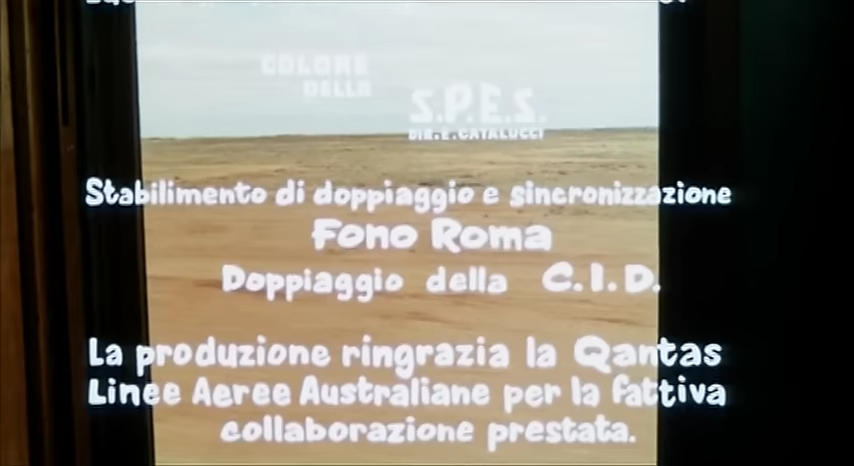 COLORE
DELLA
S.P.E.S.
DIR. E. CATALUCCI
Stabilimento di doppiaggio e sincronizzazione
Fono Roma
Doppiaggio della C.I.D.
La produzione ringrazia la Qantas
Linee Aeree Australiane per la fattiva
collaborazione prestata.